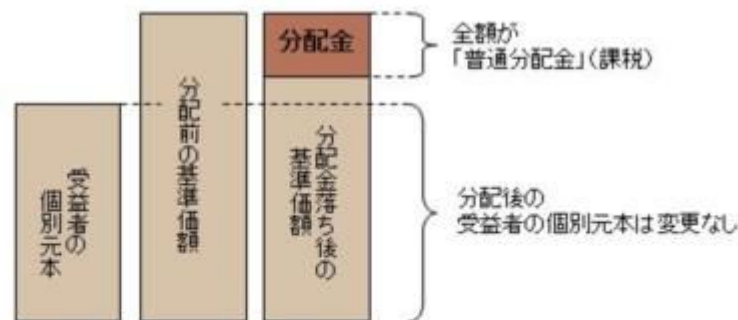 受益者の
個別元本
分配前の基準価額
分配金
分配金落ち後の
基準価額
全額が
「普通分配金」(課税)
分配後の
受益者の個別元本は変更なし